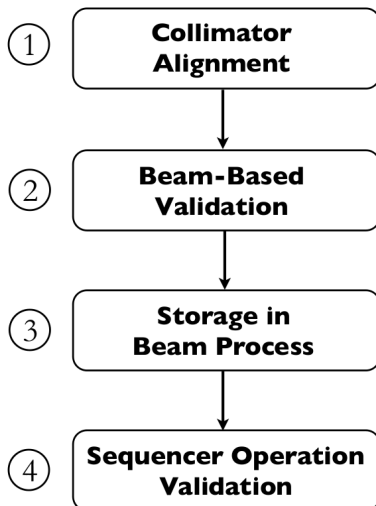 ① Collimator
Alignment
② Beam-Based
Validation
③ Storage in
Beam Process
④ Sequencer Operation
Validation